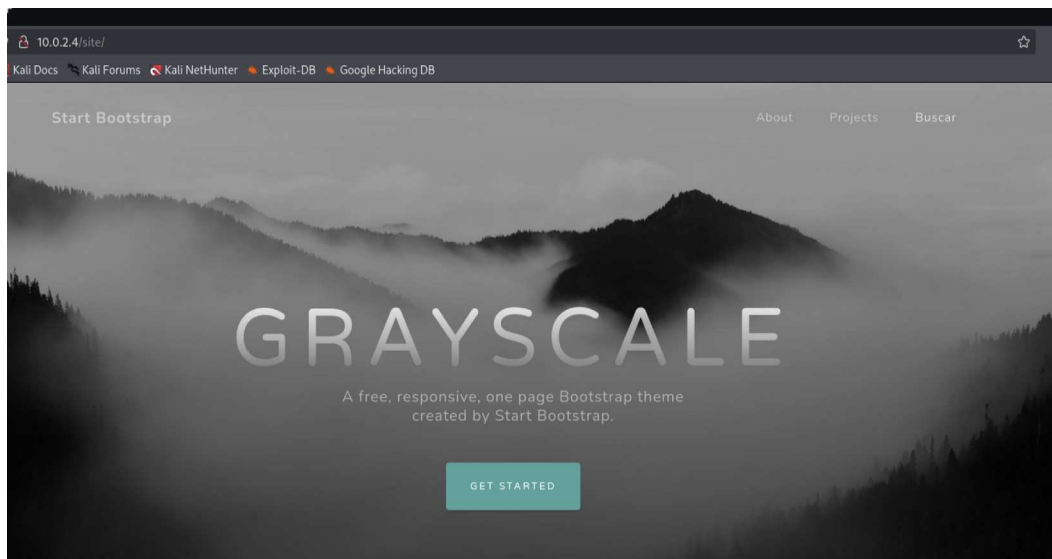 10.0.2.4/site/
Kali Docs Kali Forums Kali NetHunter Exploit-DB Google Hacking DB
Start Bootstrap About Projects Buscar
GRAYSCALE
A free, responsive, one page Bootstrap theme
created by Start Bootstrap.
GET STARTED